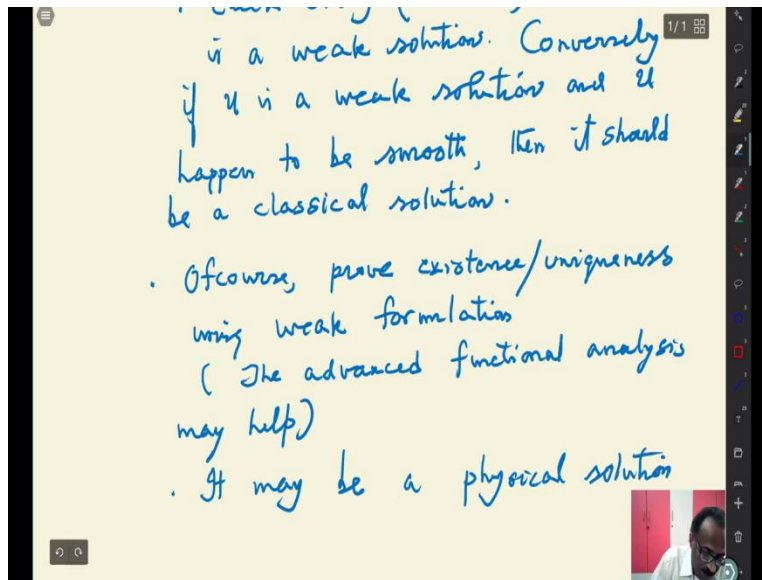 is a weak solution. Conversely
if u is a weak solution and u
happen to be smooth, then it should
be a classical solution.
. Ofcourse, prove existence/uniqueness
using weak formulation
( The advanced functional analysis
may help)
. It may be a physical solution
1/1